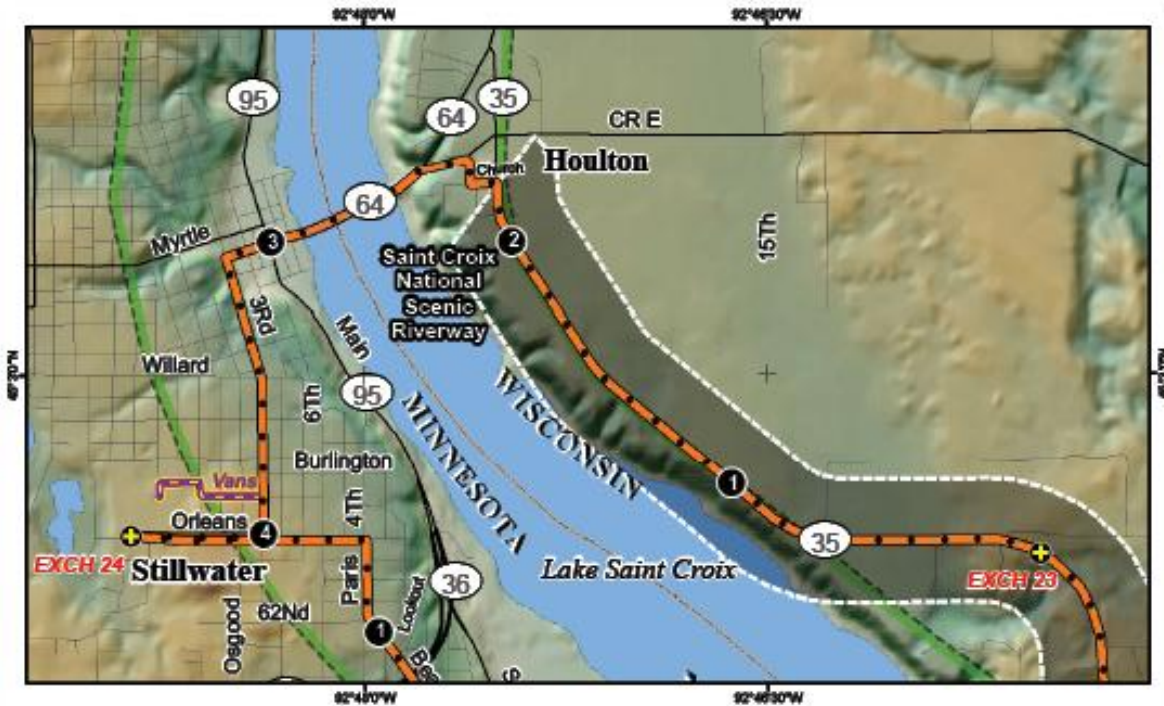 92°48'0"W
92°46'30"W
95
64
35
CR E
Houlton
Church
64
Myrtle
3
2
15Th
Saint Croix
National
Scenic
Riverway
3Rd
Main
Willard
6Th
95
WISCONSIN
MINNESOTA
Burlington
Vans
1
4Th
Orleans
4
35
EXCH 24
Stillwater
Lake Saint Croix
EXCH 23
36
Paris
Lookout
62Nd
Osgood
1
Bee
S
92°48'0"W
92°46'30"W